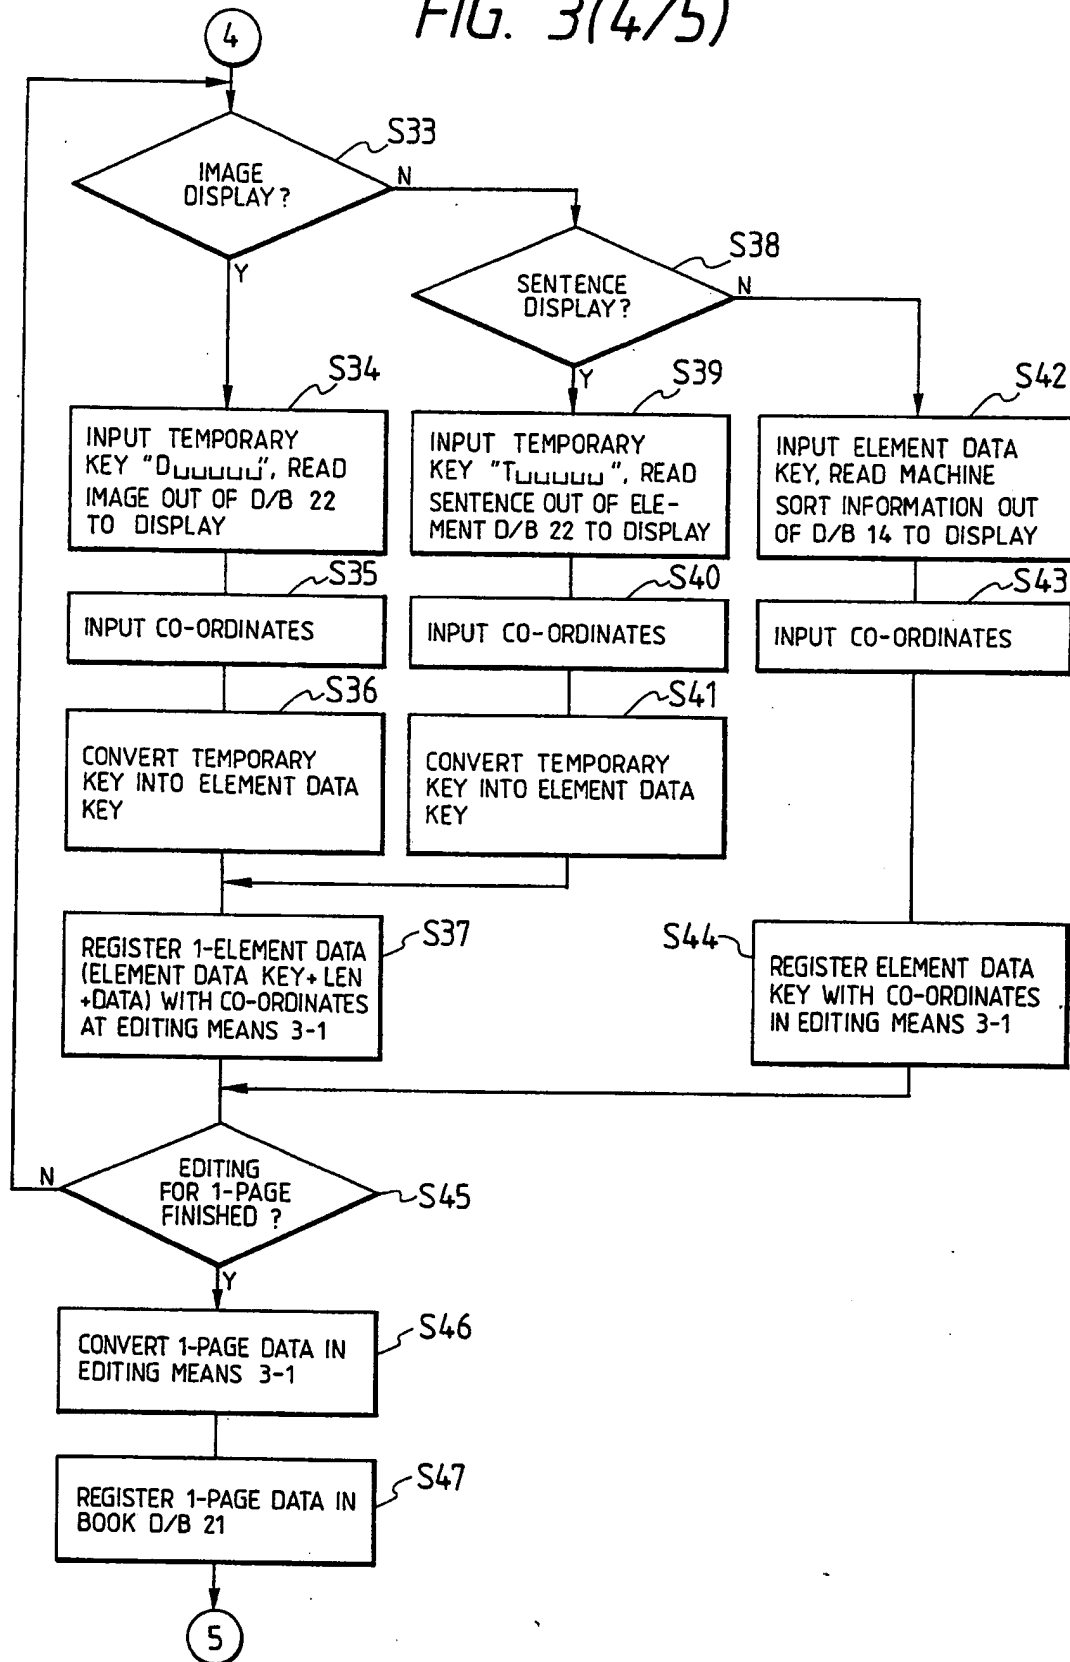 FIG. 3(4/5)
4
S33
IMAGE
DISPLAY?
N
Y
S38
SENTENCE
DISPLAY?
N
Y
S34
INPUT TEMPORARY
KEY "D␣␣␣␣␣", READ
IMAGE OUT OF D/B 22
TO DISPLAY
S39
INPUT TEMPORARY
KEY "T␣␣␣␣␣", READ
SENTENCE OUT OF ELE-
MENT D/B 22 TO DISPLAY
S42
INPUT ELEMENT DATA
KEY, READ MACHINE
SORT INFORMATION OUT
OF D/B 14 TO DISPLAY
S35
INPUT CO-ORDINATES
S40
INPUT CO-ORDINATES
S43
INPUT CO-ORDINATES
S36
CONVERT TEMPORARY
KEY INTO ELEMENT DATA
KEY
S41
CONVERT TEMPORARY
KEY INTO ELEMENT DATA
KEY
S37
REGISTER 1-ELEMENT DATA
(ELEMENT DATA KEY+LEN
+DATA) WITH CO-ORDINATES
AT EDITING MEANS 3-1
S44
REGISTER ELEMENT DATA
KEY WITH CO-ORDINATES
IN EDITING MEANS 3-1
N
EDITING
FOR 1-PAGE
FINISHED ?
S45
Y
S46
CONVERT 1-PAGE DATA IN
EDITING MEANS 3-1
S47
REGISTER 1-PAGE DATA IN
BOOK D/B 21
5